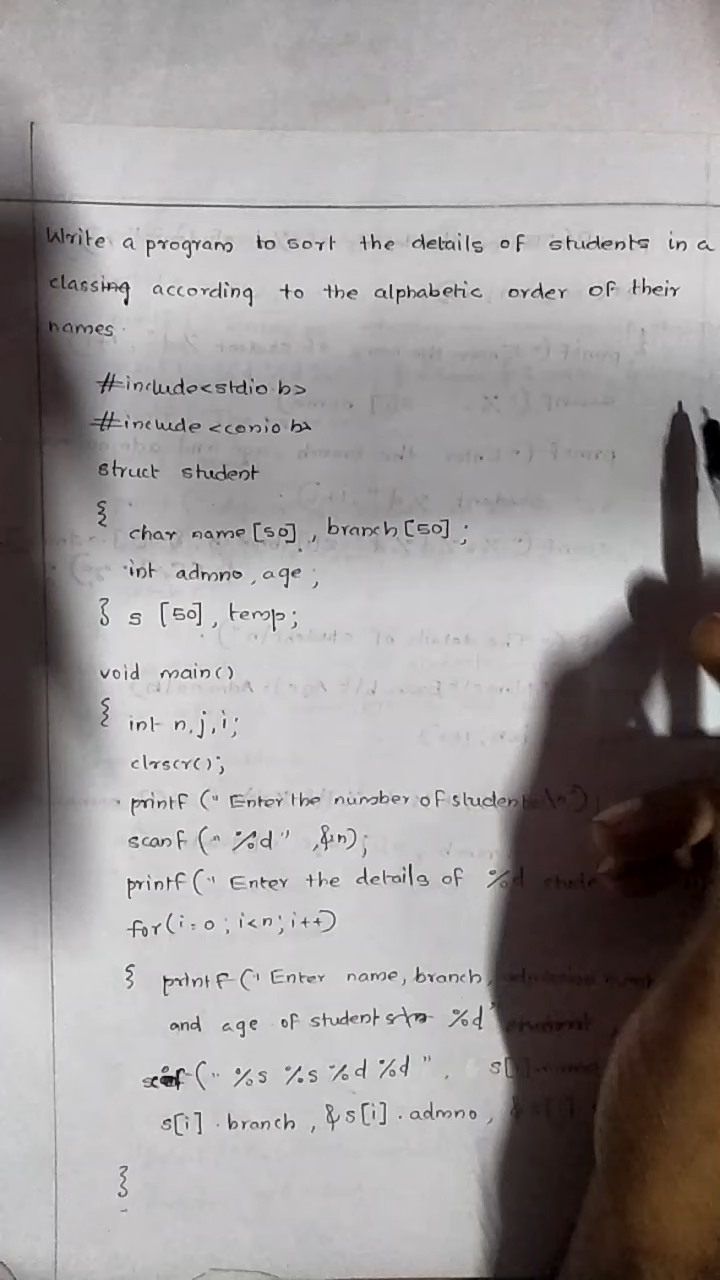 Write a program to sort the details of students in a
classing according to the alphabetic order of their
names.
#include<stdio h>
#include <conio h>
struct student
{
char name [50], branch [50];
int admno, age;
} s [50], temp;
void main()
{ int n, j, i;
clrscr();
printf (" Enter the number of students \n")
scanf (" %d" ,&n);
printf (" Enter the details of %d
for(i=0; i<n; i++)
{ printf (" Enter name, branch,
and age of student %d"
("%s %s %d %d", s[i]
s[i] . branch, &s[i] . admno,
}